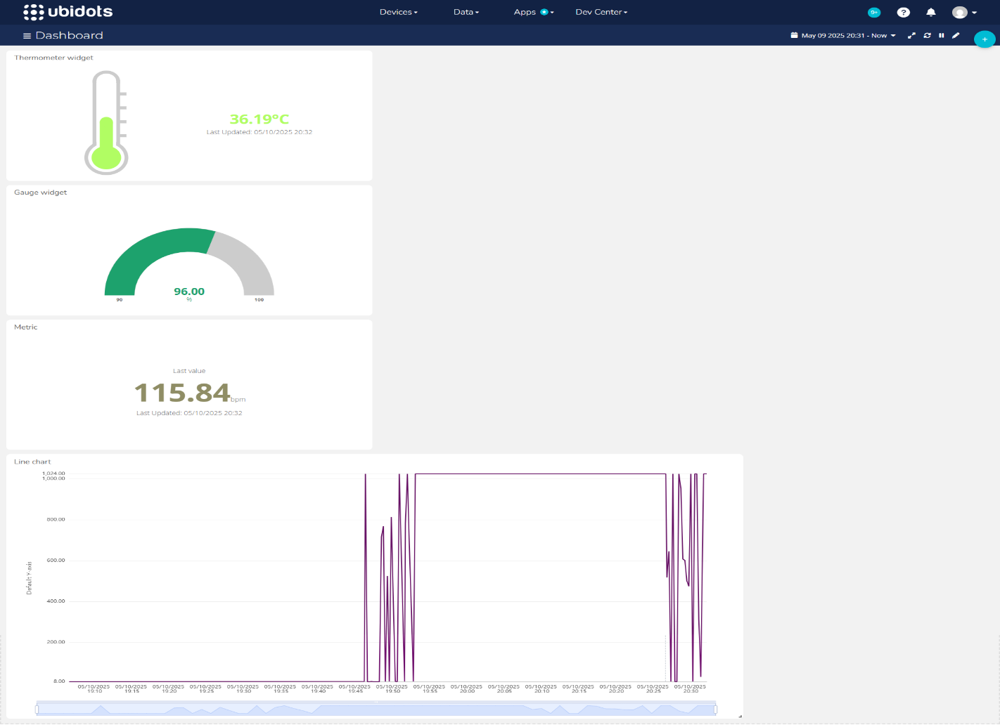 ubidots
Devices
Data
Apps
Dev Center
9+
?
Dashboard
May 09 2025 20:31 - Now
+
Thermometer widget
36.19°C
Last Updated: 05/10/2025 20:32
Gauge widget
96.00
%
90
100
Metric
Last value
115.84bpm
Last Updated: 05/10/2025 20:32
Line chart
1,024.00
1,000.00
800.00
600.00
400.00
200.00
8.00
Default Y-axis
05/10/2025 05/10/2025 05/10/2025 05/10/2025 05/10/2025 05/10/2025 05/10/2025 05/10/2025 05/10/2025 05/10/2025 05/10/2025 05/10/2025 05/10/2025 05/10/2025 05/10/2025 05/10/2025 05/10/2025
19:10 19:15 19:20 19:25 19:30 19:35 19:40 19:45 19:50 19:55 20:00 20:05 20:10 20:15 20:20 20:25 20:30